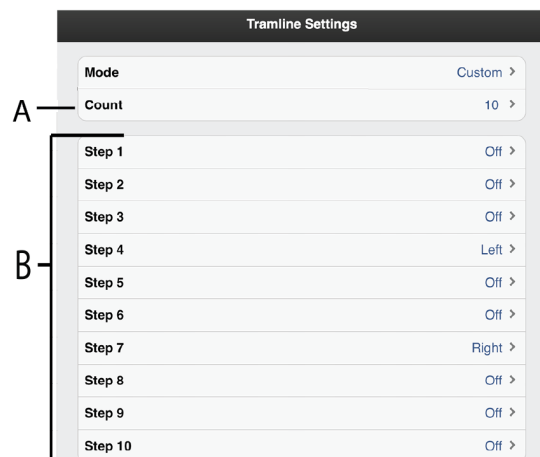 Tramline Settings
Mode Custom >
A Count 10 >
Step 1 Off >
Step 2 Off >
Step 3 Off >
Step 4 Left >
B Step 5 Off >
Step 6 Off >
Step 7 Right >
Step 8 Off >
Step 9 Off >
Step 10 Off >